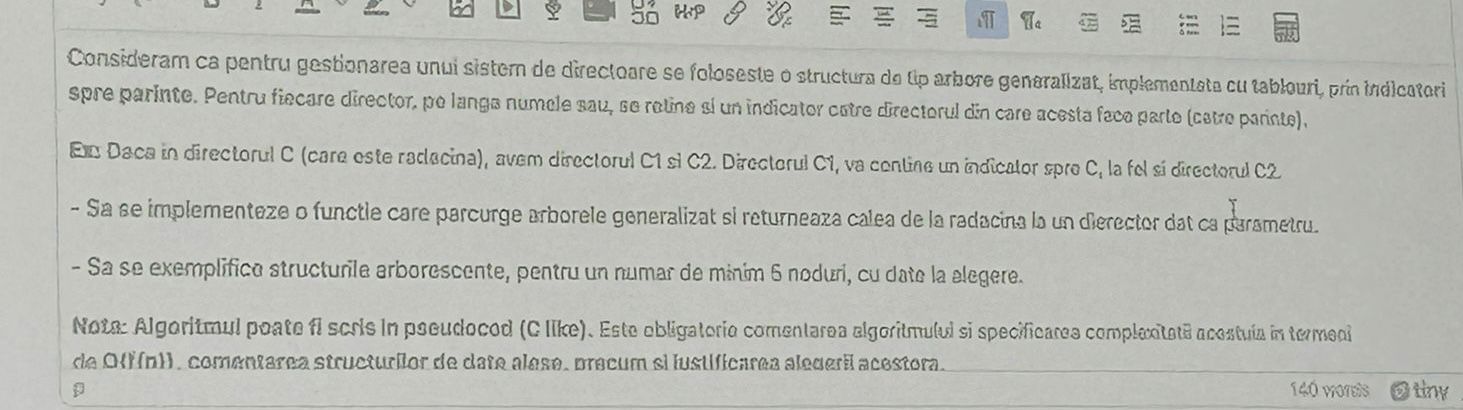 Consideram ca pentru gestionarea unui sistem de directoare se foloseste o structura de tip arbore generalizat, implementata cu tablouri, prin indicatori
spre parinte. Pentru fiecare director, pe langa numele sau, se retine si un indicator catre directorul din care acesta face parte (catre parinte).
Ex: Daca in directorul C (care este radacina), avem directorul C1 si C2. Directorul C1, va contine un indicator spre C, la fel si directorul C2.
- Sa se implementeze o functie care parcurge arborele generalizat si returneaza calea de la radacina la un dierector dat ca parametru.
- Sa se exemplifice structurile arborescente, pentru un numar de minim 6 noduri, cu date la alegere.
Nota: Algoritmul poate fi scris in pseudocod (C like). Este obligatorie comentarea algoritmului si specificarea complexitatii acestuia in termeni
de O(f(n)), comentarea structurilor de date alese, precum si justificarea alegerii acestora.
p 140 words tiny